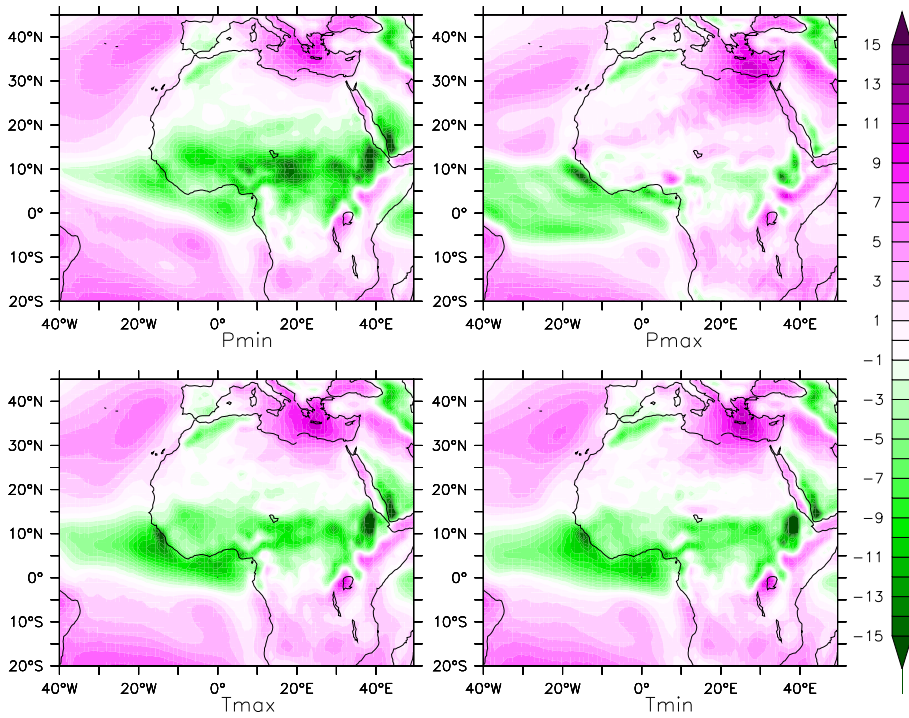 40°N 40°N 15
30°N 30°N 13
20°N 20°N 11
10°N 10°N 9
0° 0° 7
10°S 10°S 5
20°S 20°S 3
40°W 20°W 0° 20°E 40°E 40°W 20°W 0° 20°E 40°E 1
Pmin Pmax
−1
40°N 40°N −3
30°N 30°N −5
20°N 20°N −7
10°N 10°N −9
0° 0° −11
10°S 10°S −13
20°S 20°S −15
40°W 20°W 0° 20°E 40°E 40°W 20°W 0° 20°E 40°E
Tmax Tmin